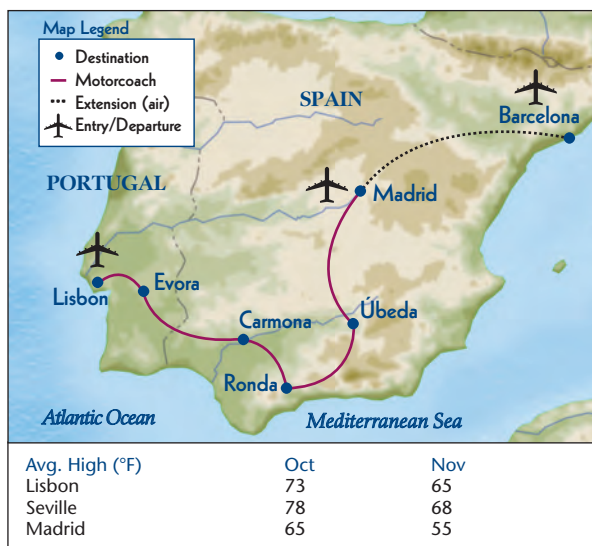 Map Legend
Destination
Motorcoach
Extension (air)
Entry/Departure
SPAIN
Barcelona
PORTUGAL
Madrid
Lisbon
Evora
Carmona
Úbeda
Ronda
Atlantic Ocean
Mediterranean Sea
Avg. High (°F) Oct Nov
Lisbon 73 65
Seville 78 68
Madrid 65 55